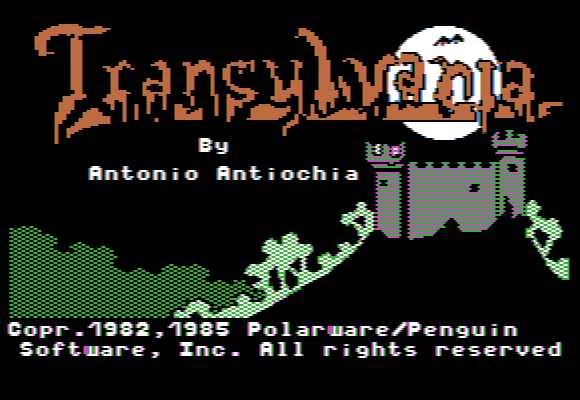 Transylvania
By
Antonio Antiochia
Copr.1982,1985 Polarware/Penguin
Software, Inc. All rights reserved